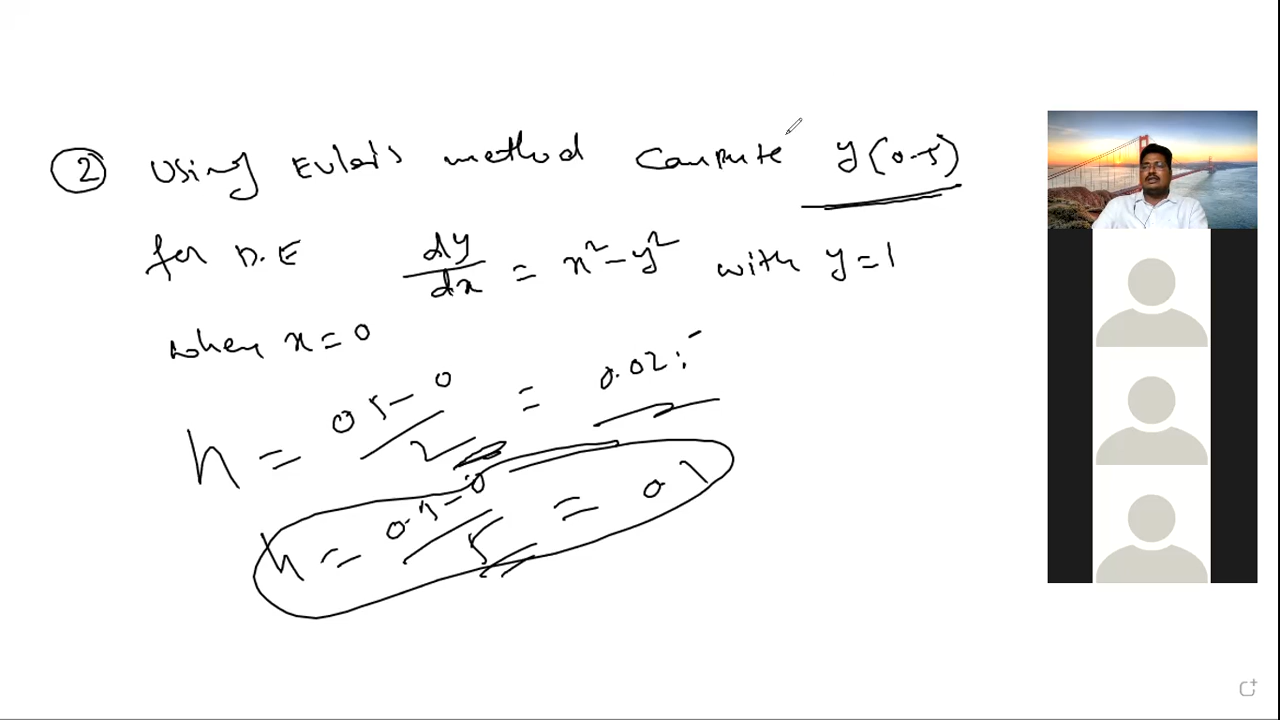 ② Using Euler's method Compute y(0.5)
for D.E dy/dx = x² - y² with y=1
when x=0
h = 0.5-0/2 = 0.025
h = 0.5-0/5 = 0.1